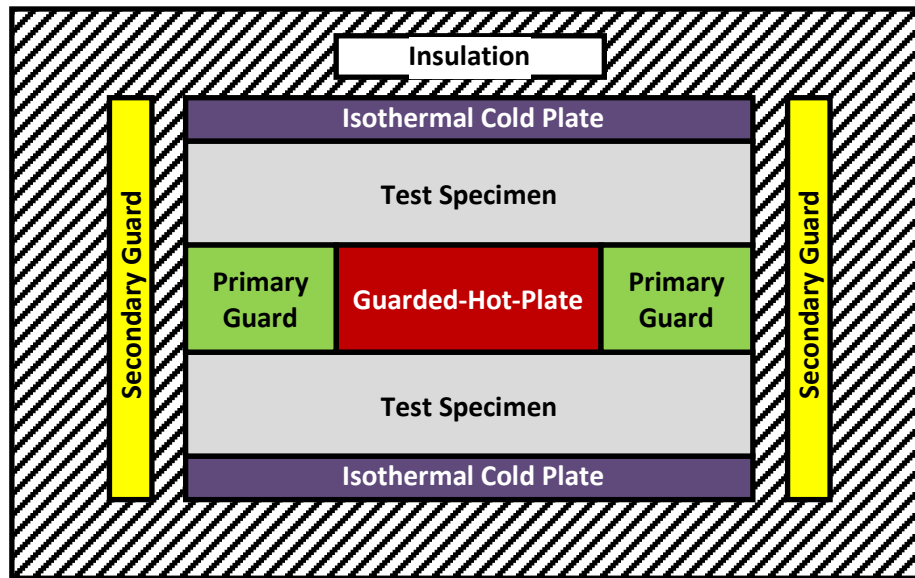 Insulation
Isothermal Cold Plate
Test Specimen
Secondary Guard
Primary
Guard
Guarded-Hot-Plate
Primary
Guard
Secondary Guard
Test Specimen
Isothermal Cold Plate